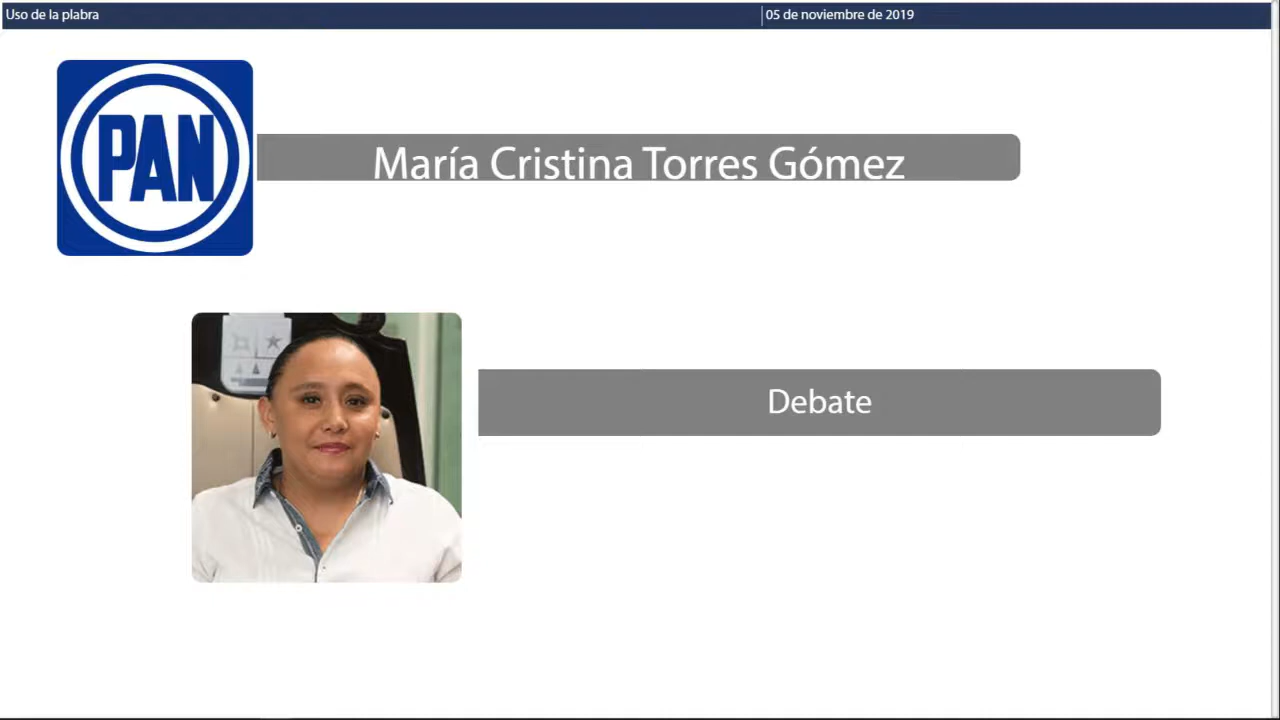 Uso de la plabra
05 de noviembre de 2019
PAN
María Cristina Torres Gómez
Debate